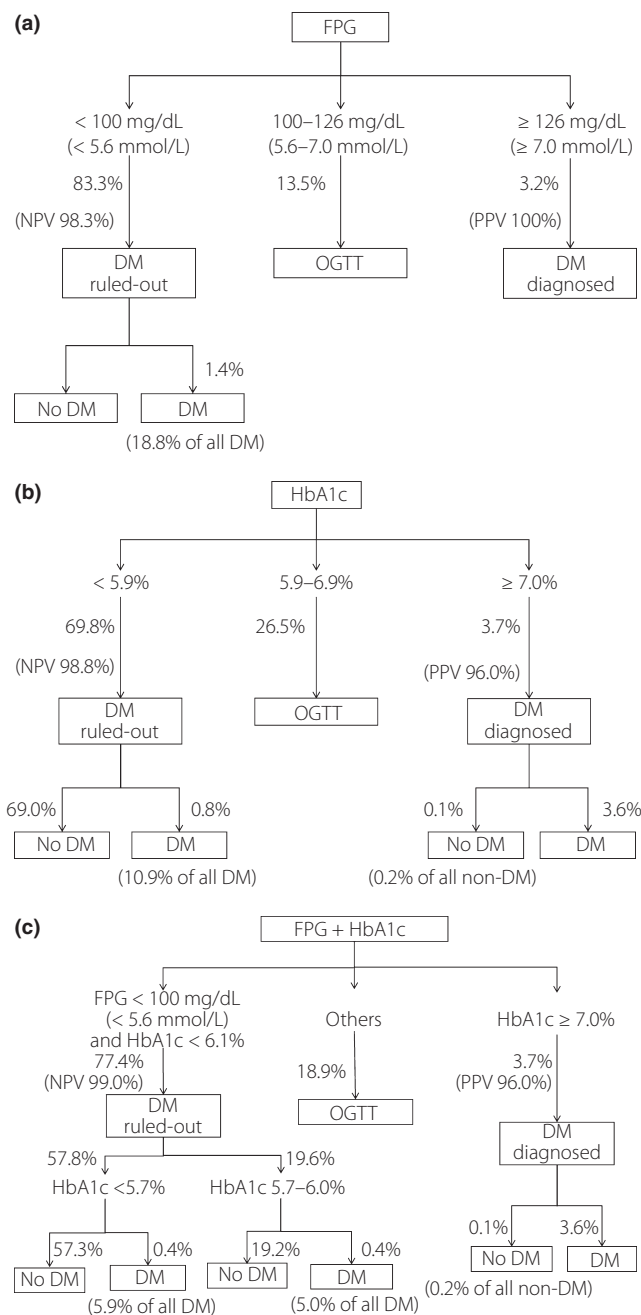 (a)
FPG
< 100 mg/dL 100–126 mg/dL ≥ 126 mg/dL
(< 5.6 mmol/L) (5.6–7.0 mmol/L) (≥ 7.0 mmol/L)
83.3% 13.5% 3.2%
(NPV 98.3%) (PPV 100%)
DM
ruled-out
OGTT
DM
diagnosed
1.4%
No DM DM
(18.8% of all DM)
(b)
HbA1c
< 5.9% 5.9–6.9% ≥ 7.0%
69.8% 26.5% 3.7%
(NPV 98.8%) (PPV 96.0%)
DM
ruled-out
OGTT
DM
diagnosed
69.0% 0.8% 0.1% 3.6%
No DM DM No DM DM
(10.9% of all DM) (0.2% of all non-DM)
(c)
FPG + HbA1c
FPG < 100 mg/dL
(< 5.6 mmol/L)
and HbA1c < 6.1%
Others
HbA1c ≥ 7.0%
77.4%
(NPV 99.0%)
18.9%
3.7%
(PPV 96.0%)
DM
ruled-out
OGTT
DM
diagnosed
57.8% 19.6%
HbA1c <5.7% HbA1c 5.7–6.0%
57.3% 0.4% 19.2% 0.4% 0.1% 3.6%
No DM DM No DM DM No DM DM
(5.9% of all DM) (5.0% of all DM) (0.2% of all non-DM)